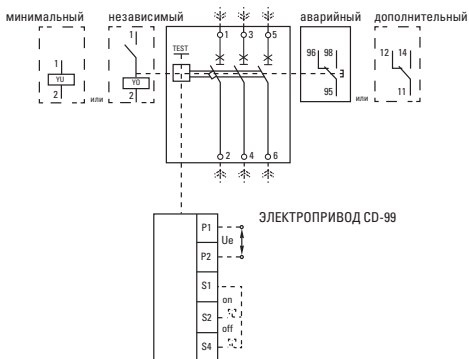 минимальный
независимый
аварийный
дополнительный
1
YU
2
или
1
YO
2
TEST
1
3
5
2
4
6
96 98
95
или
12 14
11
ЭЛЕКТРОПРИВОД CD-99
P1
Ue
P2
S1
on
S2
off
S4